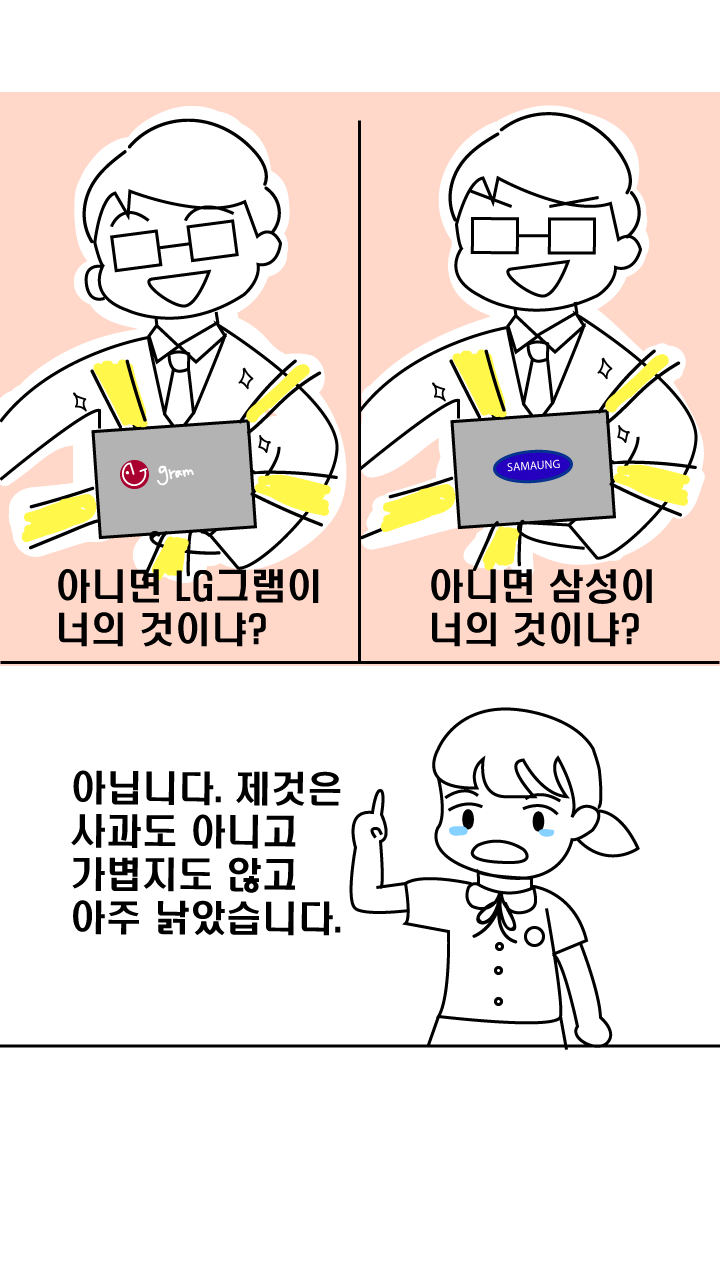 gram
SAMAUNG
아니면 LG그램이
너의 것이냐?
아니면 삼성이
너의 것이냐?
아닙니다. 제것은
사과도 아니고
가볍지도 않고
아주 낡았습니다.